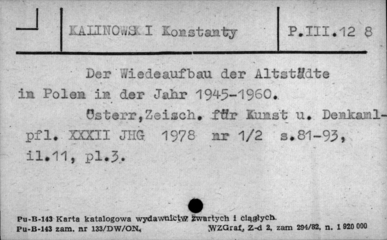 KALINOWSKI Konstanty
P.III.12 8
Der Wiedeaufbau der Altstädte
in Polen in der Jahr 1945-1960.
Österr,Zeisch. für Kunst u. Denkaml-
pfl. XXXII JHG 1978 nr 1/2 s.81-93,
il.11, pl.3.
Pu-B-143 Karta katalogowa wydawnictw zwartych i ciągłych.
Pu-B-143 zam. nr 133/DW/ON. WZGraf, Z-d 2, zam 294/82, n. 1 920 000